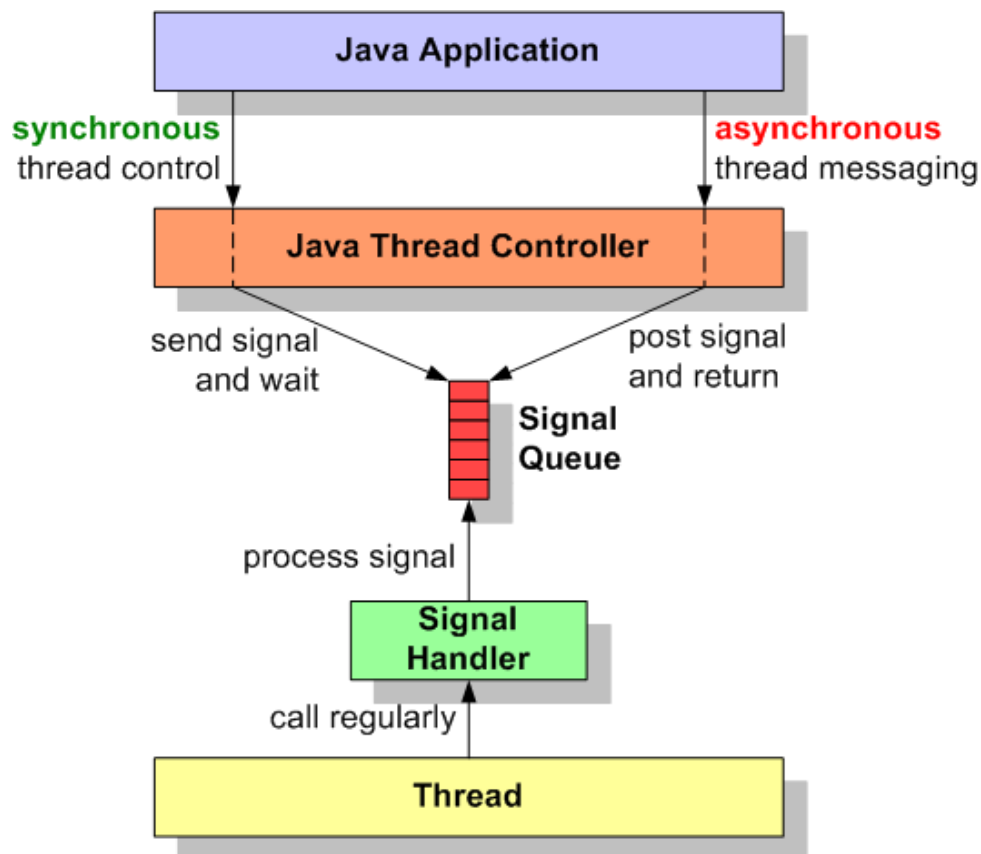 Java Application
synchronous
thread control
asynchronous
thread messaging
Java Thread Controller
send signal
and wait
post signal
and return
Signal
Queue
process signal
Signal
Handler
call regularly
Thread